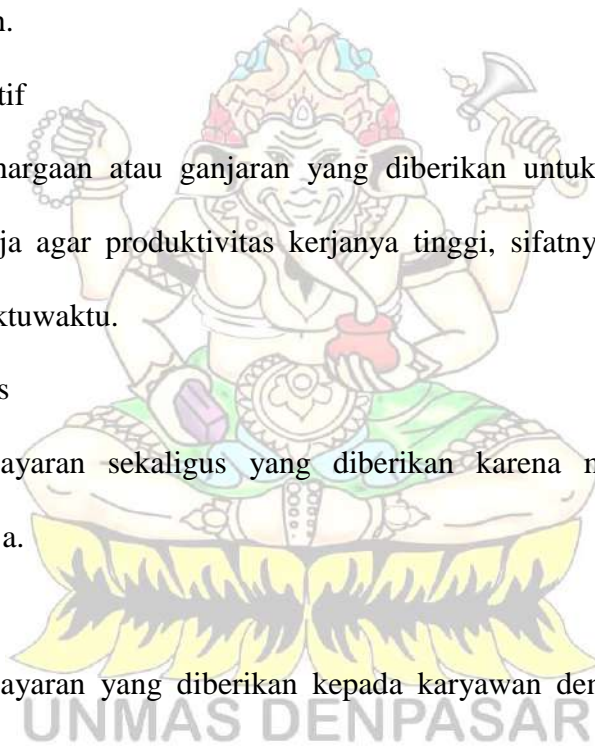 n.
tif
hargaan atau ganjaran yang diberikan untuk
ja agar produktivitas kerjanya tinggi, sifatny
ktuwaktu.
s
ayaran sekaligus yang diberikan karena m
a.
ayaran yang diberikan kepada karyawan den
UNMAS DENPASAR